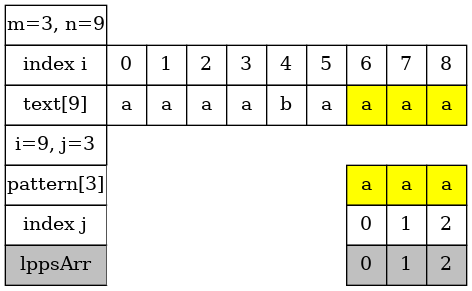 m=3, n=9
index i 0 1 2 3 4 5 6 7 8
text[9] a a a a b a a a a
i=9, j=3
pattern[3] a a a
index j 0 1 2
lppsArr 0 1 2